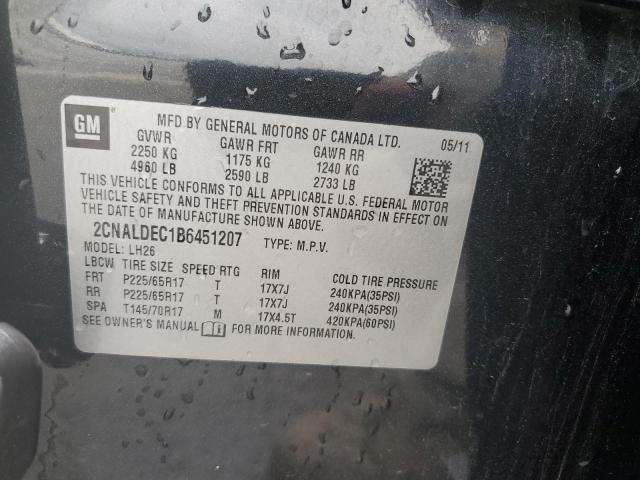 GM
MFD BY GENERAL MOTORS OF CANADA LTD. 05/11
GVWR GAWR FRT GAWR RR
2250 KG 1175 KG 1240 KG
4960 LB 2590 LB 2733 LB
THIS VEHICLE CONFORMS TO ALL APPLICABLE U.S. FEDERAL MOTOR
VEHICLE SAFETY AND THEFT PREVENTION STANDARDS IN EFFECT ON
THE DATE OF MANUFACTURE SHOWN ABOVE.
2CNALDEC1B6451207 TYPE: M.P.V.
MODEL: LH26
LBCW TIRE SIZE SPEED RTG RIM COLD TIRE PRESSURE
FRT P225/65R17 T 17X7J 240KPA(35PSI)
RR P225/65R17 T 17X7J 240KPA(35PSI)
SPA T145/70R17 M 17X4.5T 420KPA(60PSI)
SEE OWNER'S MANUAL FOR MORE INFORMATION.